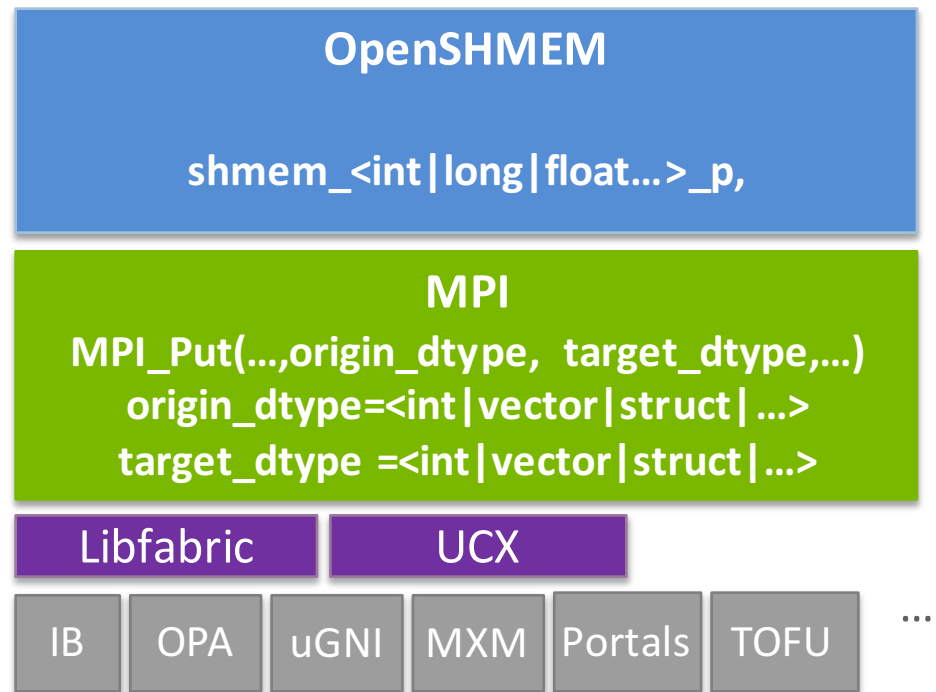 OpenSHMEM
shmem_<int|long|float…>_p,
MPI
MPI_Put(…,origin_dtype, target_dtype,…)
origin_dtype=<int|vector|struct|…>
target_dtype =<int|vector|struct|…>
Libfabric UCX
IB OPA uGNI MXM Portals TOFU …